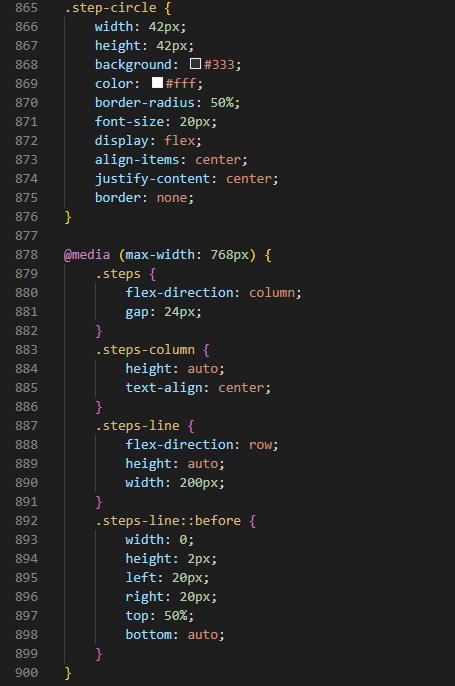 865 .step-circle {
866     width: 42px;
867     height: 42px;
868     background: #333;
869     color: #fff;
870     border-radius: 50%;
871     font-size: 20px;
872     display: flex;
873     align-items: center;
874     justify-content: center;
875     border: none;
876 }
877
878 @media (max-width: 768px) {
879     .steps {
880         flex-direction: column;
881         gap: 24px;
882     }
883     .steps-column {
884         height: auto;
885         text-align: center;
886     }
887     .steps-line {
888         flex-direction: row;
889         height: auto;
890         width: 200px;
891     }
892     .steps-line::before {
893         width: 0;
894         height: 2px;
895         left: 20px;
896         right: 20px;
897         top: 50%;
898         bottom: auto;
899     }
900 }